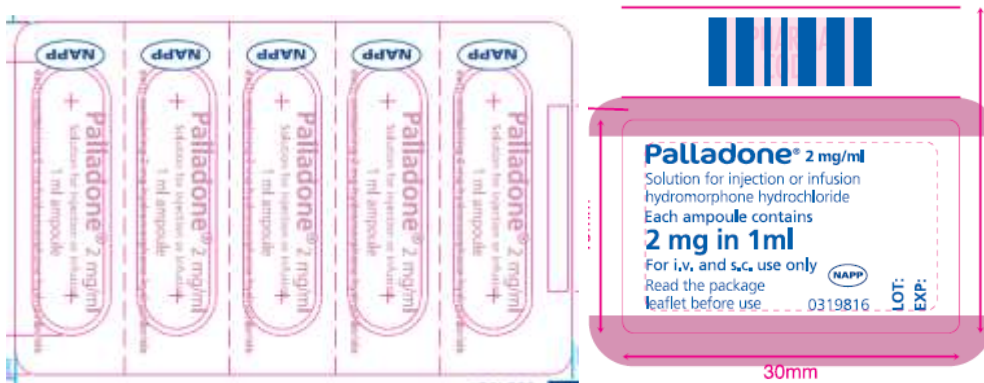 NAPP
Palladone® 2 mg/ml
Solution for injection or infusion
1 ml ampoule
NAPP
Palladone® 2 mg/ml
Solution for injection or infusion
1 ml ampoule
NAPP
Palladone® 2 mg/ml
Solution for injection or infusion
1 ml ampoule
NAPP
Palladone® 2 mg/ml
Solution for injection or infusion
1 ml ampoule
NAPP
Palladone® 2 mg/ml
Solution for injection or infusion
1 ml ampoule
PHARMA
CODE
Palladone® 2 mg/ml
Solution for injection or infusion
hydromorphone hydrochloride
Each ampoule contains
2 mg in 1ml
For i.v. and s.c. use only
Read the package
leaflet before use
NAPP
0319816
LOT:
EXP:
30mm